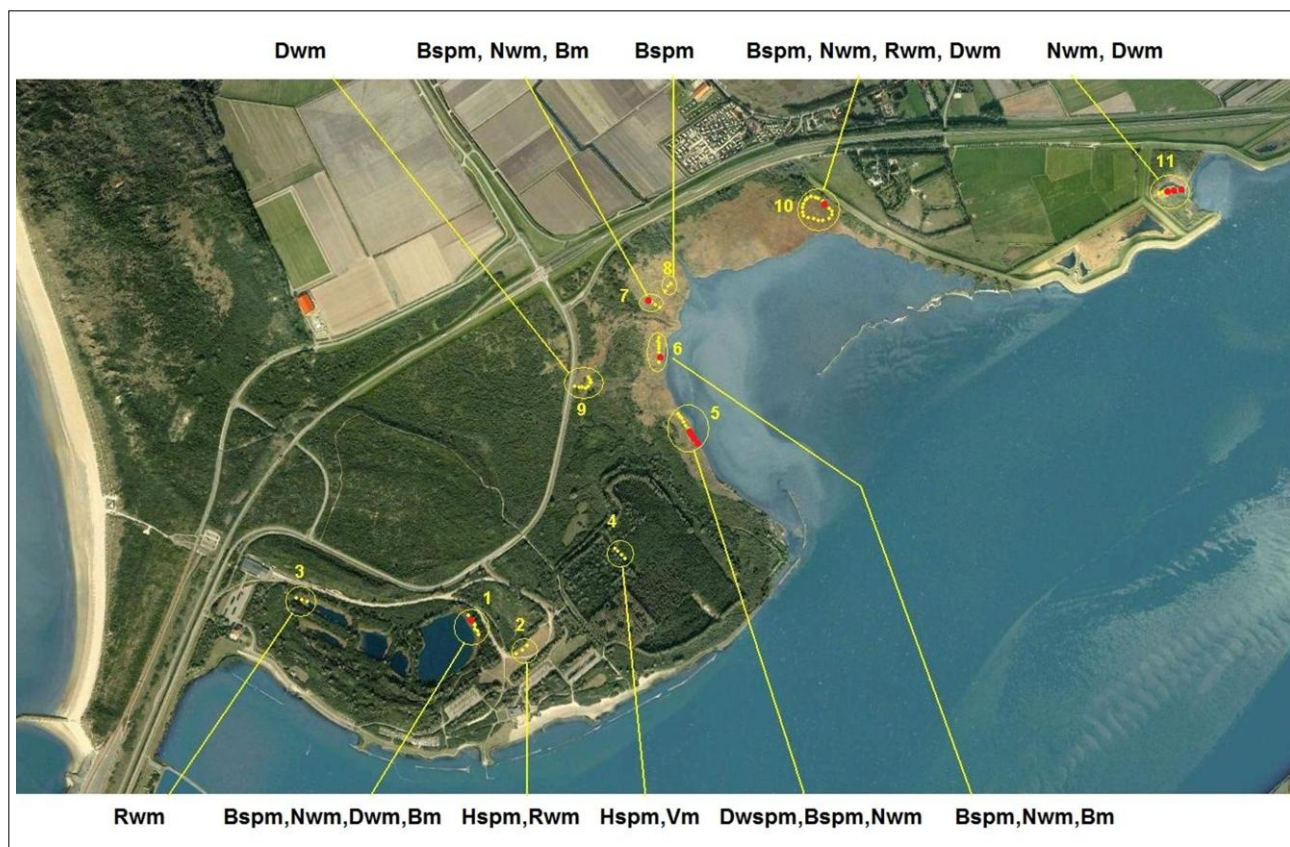 Dwm
Bspm, Nwm, Bm
Bspm
Bspm, Nwm, Rwm, Dwm
Nwm, Dwm
11
10
8
7
6
9
5
4
3
1
2
Rwm
Bspm,Nwm,Dwm,Bm
Hspm,Rwm
Hspm,Vm
Dwspm,Bspm,Nwm
Bspm,Nwm,Bm